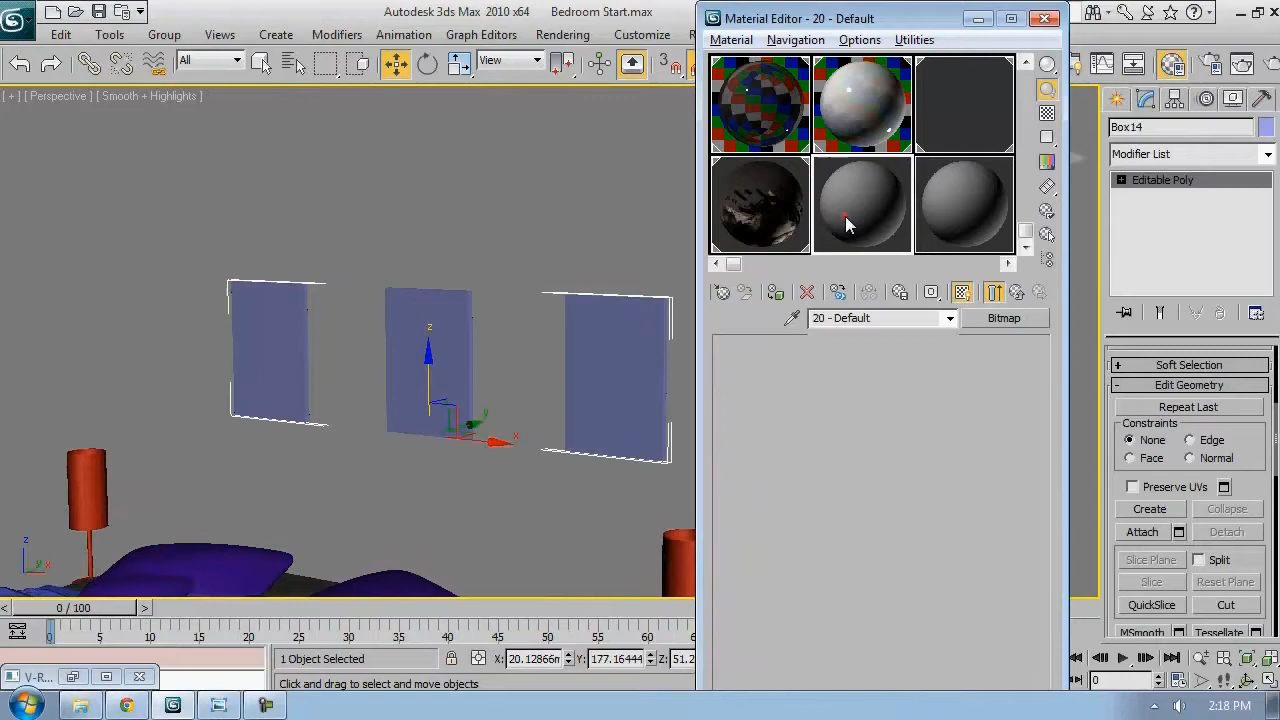 Autodesk 3ds Max 2010 x64 Bedroom Start.max
Material Editor - 20 - Default
Edit Tools Group Views Create Modifiers Animation Graph Editors Rendering Customize
Material Navigation Options Utilities
All
View
3
[ + ] [ Perspective ] [ Smooth + Highlights ]
Box14
Modifier List
Editable Poly
20 - Default
Bitmap
z
y
x
Soft Selection
Edit Geometry
Repeat Last
Constraints
None Edge
Face Normal
Preserve UVs
Create Collapse
Attach Detach
Slice Plane Split
Slice Reset Plane
QuickSlice Cut
MSmooth Tessellate
z
y x
0 / 100
0 5 10 15 20 25 30 35 40 45 50 55 60
1 Object Selected
X: 20.12866m Y: 177.16444 Z: 51.2
V-R
Click and drag to select and move objects
0
2:18 PM